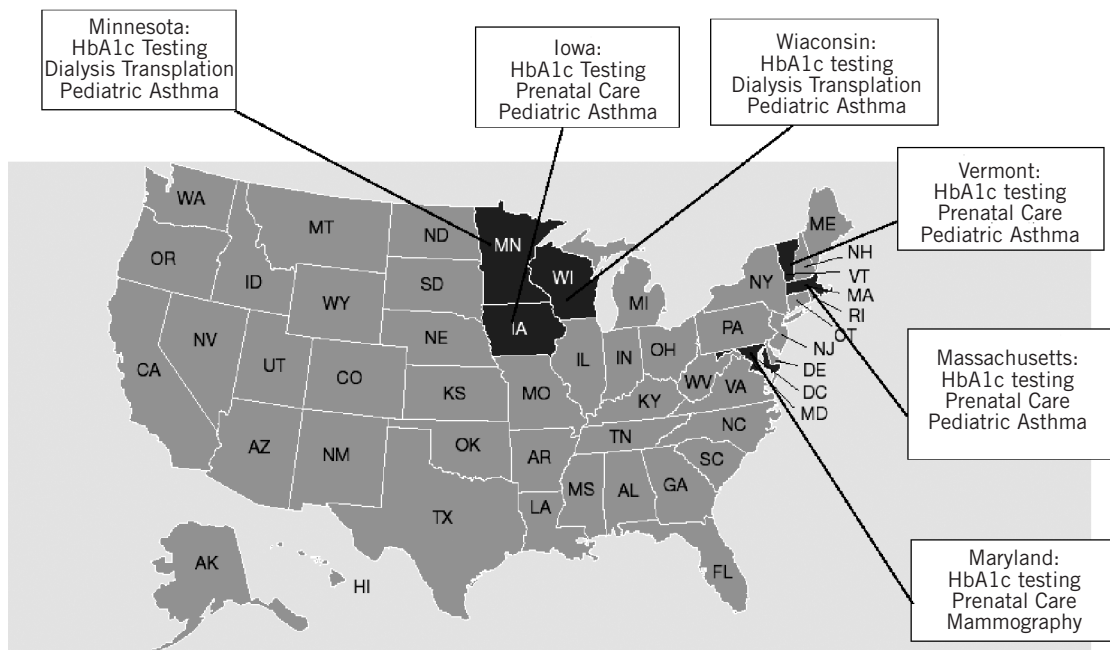 Minnesota:
HbA1c Testing
Dialysis Transplation
Pediatric Asthma
Iowa:
HbA1c Testing
Prenatal Care
Pediatric Asthma
Wiaconsin:
HbA1c testing
Dialysis Transplation
Pediatric Asthma
Vermont:
HbA1c testing
Prenatal Care
Pediatric Asthma
Massachusetts:
HbA1c testing
Prenatal Care
Pediatric Asthma
Maryland:
HbA1c testing
Prenatal Care
Mammography
WA
MT
ND
MN
ME
OR
ID
SD
WI
NH
VT
WY
NY
MA
MI
RI
CT
NV
NE
IA
PA
NJ
CA
UT
CO
IL
IN
OH
DE
WV
VA
DC
KS
MO
KY
MD
AZ
NM
OK
AR
TN
NC
SC
MS
AL
GA
TX
LA
AK
HI
FL